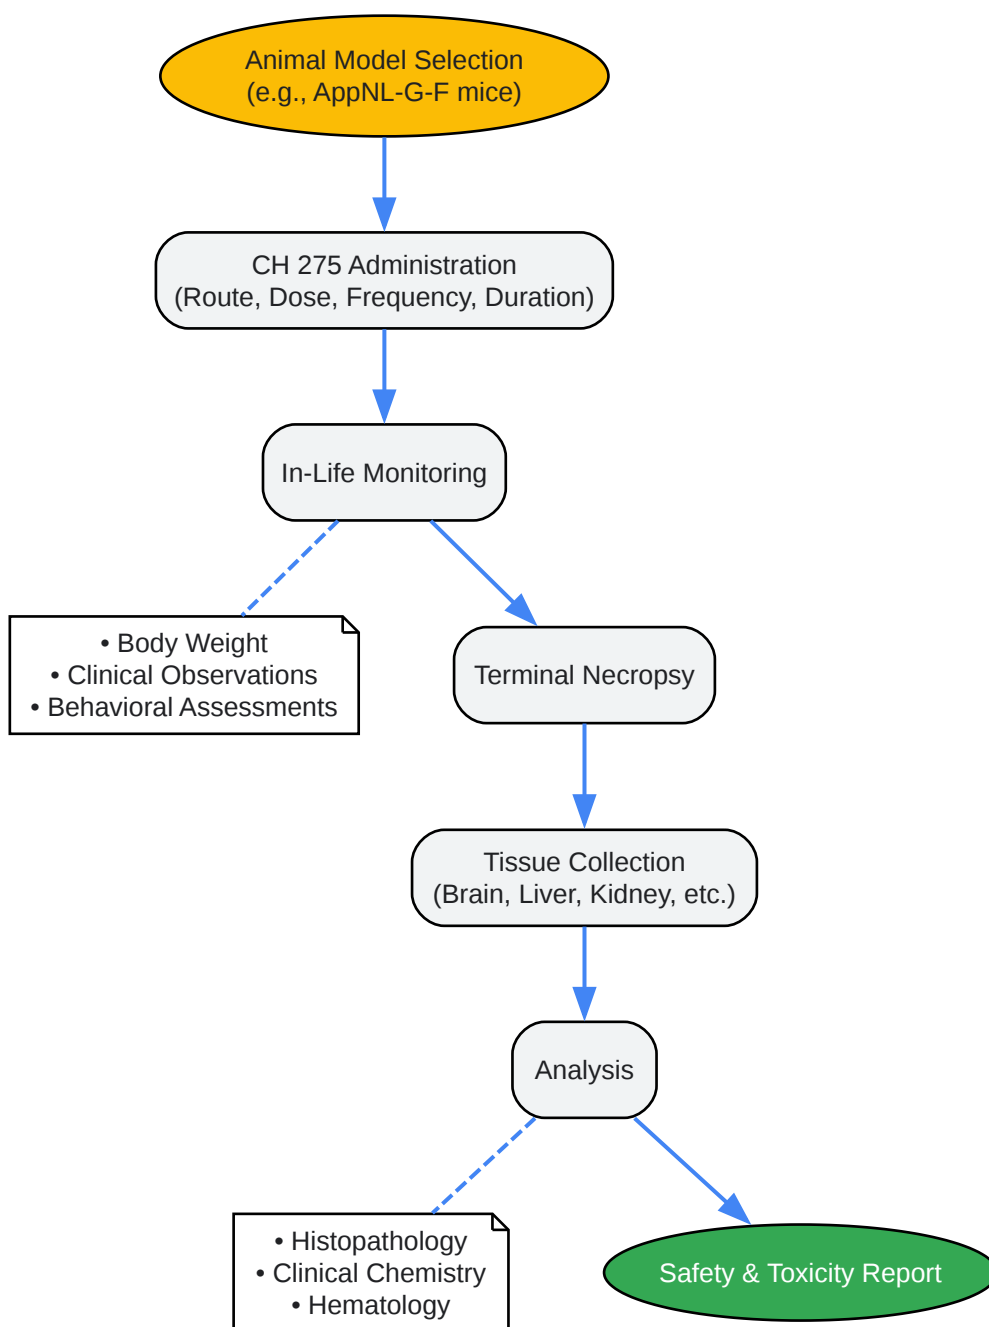 Animal Model Selection
(e.g., AppNL-G-F mice)
CH 275 Administration
(Route, Dose, Frequency, Duration)
In-Life Monitoring
• Body Weight
• Clinical Observations
• Behavioral Assessments
Terminal Necropsy
Tissue Collection
(Brain, Liver, Kidney, etc.)
Analysis
• Histopathology
• Clinical Chemistry
• Hematology
Safety & Toxicity Report